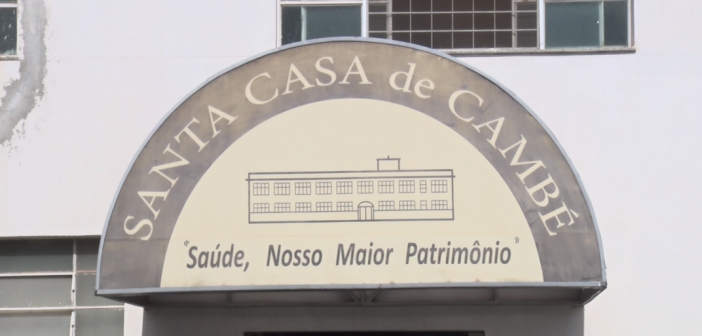 SANTA CASA de CAMBÉ
"Saúde, Nosso Maior Patrimônio"